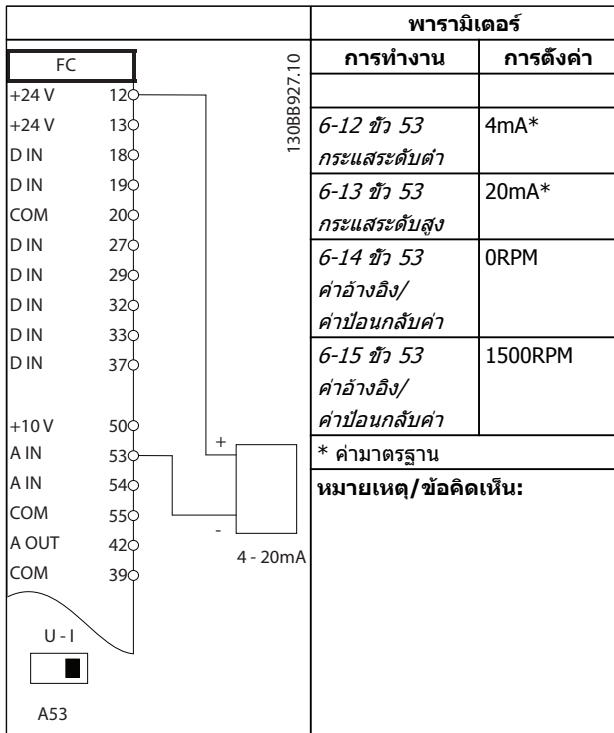 พารามิเตอร์
FC
130BB927.10
การทำงาน การตั้งค่า
+24 V 12
+24 V 13
D IN 18
D IN 19
COM 20
D IN 27
D IN 29
D IN 32
D IN 33
D IN 37
+10 V 50
A IN 53
A IN 54
COM 55
A OUT 42
COM 39
+
-
4 - 20mA
U - I
A53
6-12 ขั้ว 53 4mA*
กระแสระดับต่ำ
6-13 ขั้ว 53 20mA*
กระแสระดับสูง
6-14 ขั้ว 53 0RPM
ค่าอ้างอิง/
ค่าป้อนกลับค่า
6-15 ขั้ว 53 1500RPM
ค่าอ้างอิง/
ค่าป้อนกลับค่า
* ค่ามาตรฐาน
หมายเหตุ/ข้อคิดเห็น: